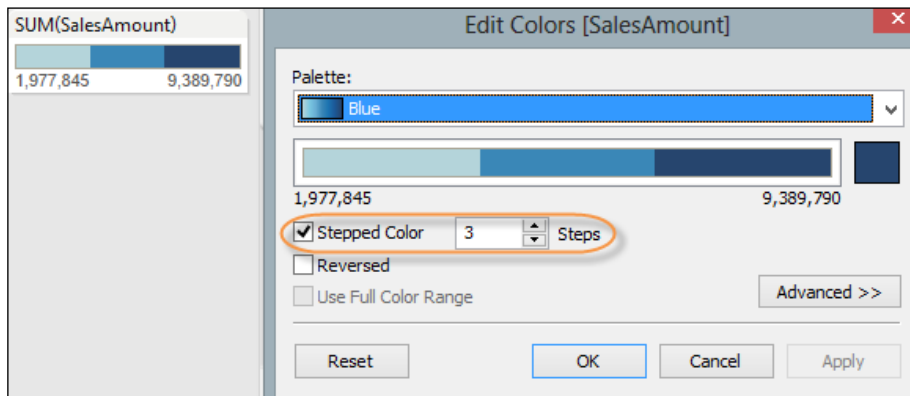 SUM(SalesAmount)
1,977,845 9,389,790
Edit Colors [SalesAmount]
Palette:
Blue
1,977,845 9,389,790
Stepped Color 3 Steps
Reversed
Use Full Color Range
Advanced >>
Reset OK Cancel Apply